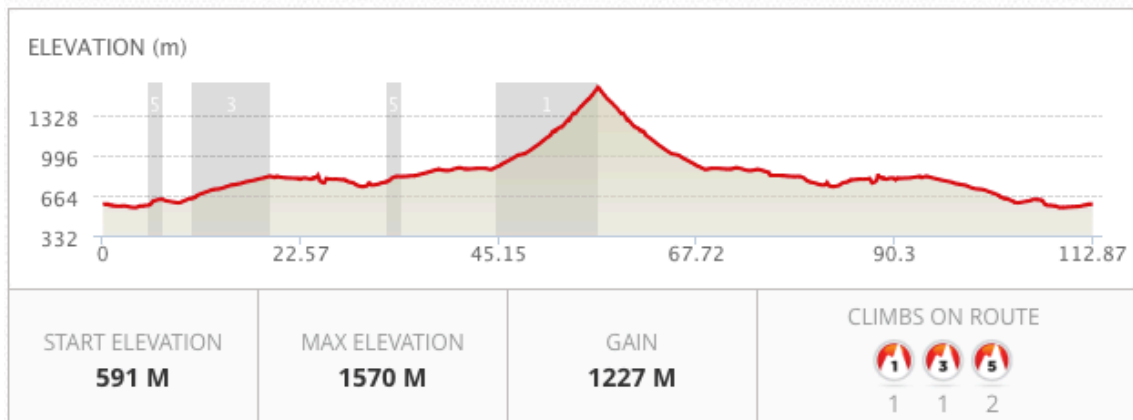 ELEVATION (m)
5 3 5 1
1328
996
664
332
0 22.57 45.15 67.72 90.3 112.87
START ELEVATION
591 M
MAX ELEVATION
1570 M
GAIN
1227 M
CLIMBS ON ROUTE
1 3 5
1 1 2